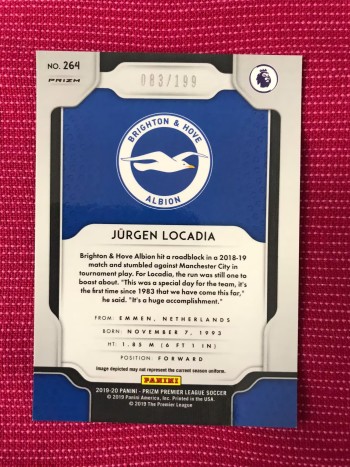 NO. 264
PRIZM
083/199
BRIGHTON & HOVE
ALBION
JÜRGEN LOCADIA
Brighton & Hove Albion hit a roadblock in a 2018-19
match and stumbled against Manchester City in
tournament play. For Locadia, the run was still one to
boast about. "This was a special day for the team, it's
the first time since 1983 that we have come this far,"
he said. "It's a huge accomplishment."
FROM: EMMEN, NETHERLANDS
BORN: NOVEMBER 7, 1993
HT: 1.85 M (6 FT 1 IN)
POSITION: FORWARD
Image depicted may not represent the current season uniform.
PANINI
2019-20 PANINI - PRIZM PREMIER LEAGUE SOCCER
© 2019 Panini America, Inc. Printed in the USA.
© 2019 The Premier League